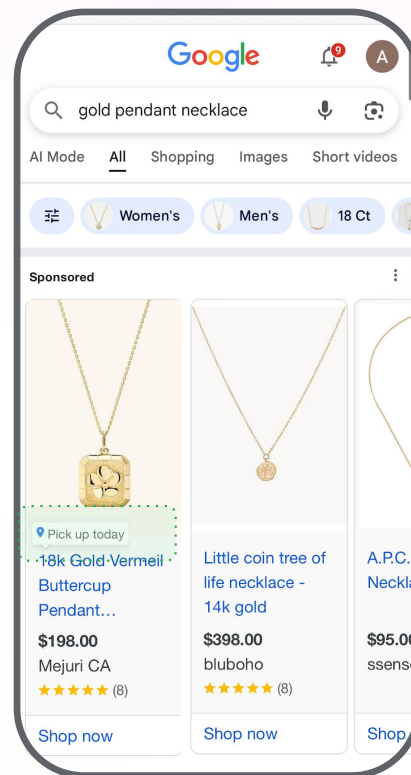 Google
9
A
gold pendant necklace
AI Mode All Shopping Images Short videos
Women's Men's 18 Ct
Sponsored
Pick up today
18k Gold Vermeil
Buttercup
Pendant...
$198.00
Mejuri CA
(8)
Shop now
Little coin tree of
life necklace -
14k gold
$398.00
bluboho
(8)
Shop now
A.P.C.
Neckla
$95.00
ssense
Shop